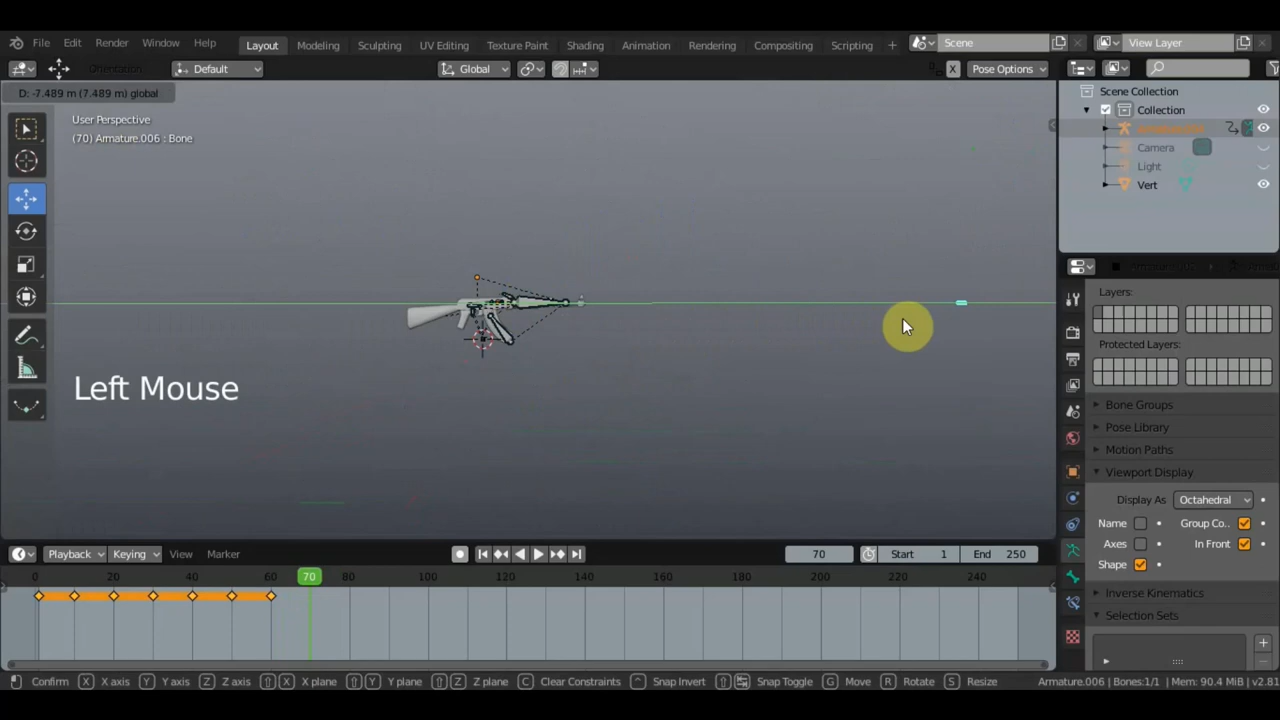 File Edit Render Window Help Layout Modeling Sculpting UV Editing Texture Paint Shading Animation Rendering Compositing Scripting + Scene View Layer
Orientation: Default Global X Pose Options
D: -7.489 m (7.489 m) global
User Perspective
(70) Armature.006 : Bone
Left Mouse
Scene Collection
Collection
Camera
Light
Vert
Layers:
Protected Layers:
Bone Groups
Pose Library
Motion Paths
Viewport Display
Display As Octahedral
Name Group Co..
Axes In Front
Shape
Inverse Kinematics
Selection Sets
Playback Keying View Marker 70 Start 1 End 250
0 20 40 60 70 80 100 120 140 160 180 200 220 240
Confirm X X axis Y Y axis Z Z axis X X plane Y Y plane Z Z plane C Clear Constraints Snap Invert Snap Toggle G Move R Rotate S Resize Armature.006 | Bones:1/1 | Mem: 90.4 MiB | v2.81